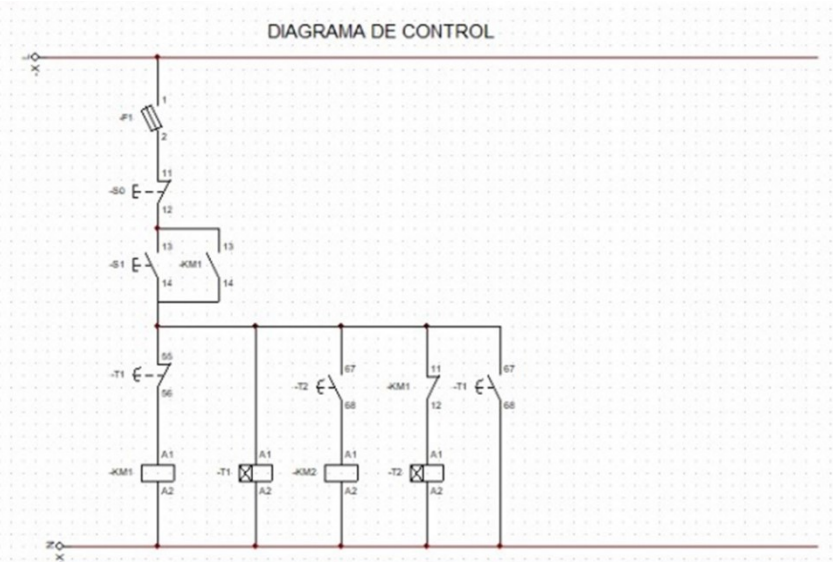 DIAGRAMA DE CONTROL
X
1
-F1
2
11
-S0
12
13
13
-S1
-KM1
14
14
55
-T1
56
67
-T2
68
11
-KM1
12
67
-T1
68
A1
A1
A1
A1
-KM1
-T1
-KM2
-T2
A2
A2
A2
A2
N
X